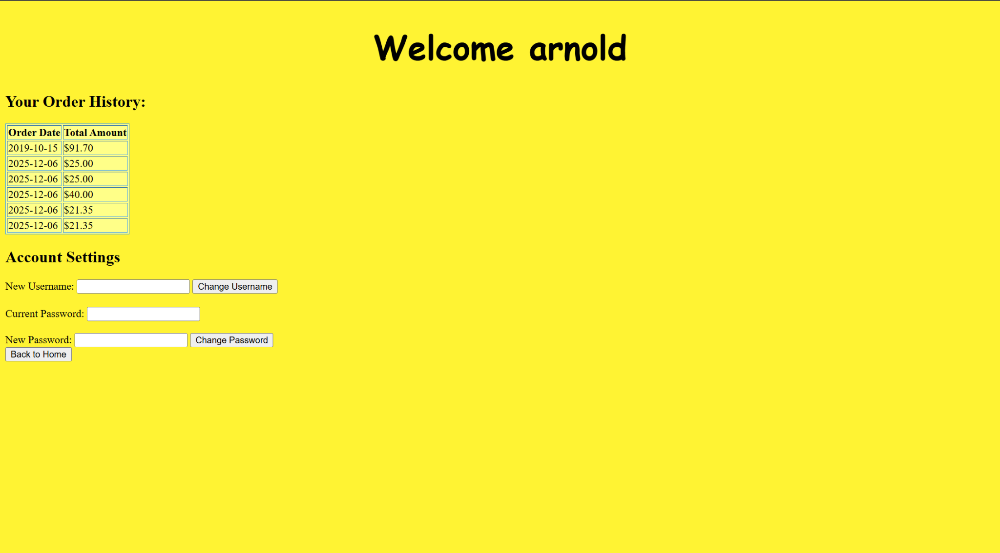 Welcome arnold
Your Order History:
Order Date Total Amount
2019-10-15 $91.70
2025-12-06 $25.00
2025-12-06 $25.00
2025-12-06 $40.00
2025-12-06 $21.35
2025-12-06 $21.35
Account Settings
New Username: Change Username
Current Password:
New Password: Change Password
Back to Home